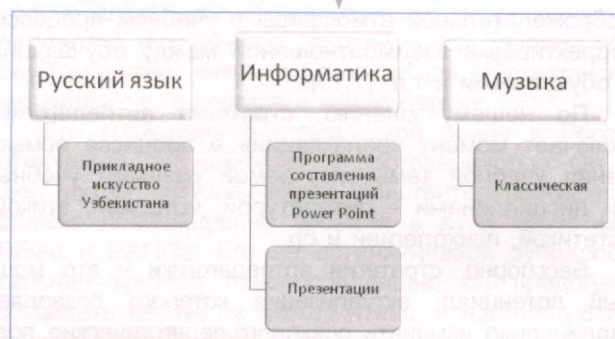 Русский язык
Информатика
Музыка
Прикладное
искусство
Узбекистана
Программа
составления
презентаций
Power Point
Классическая
Презентации